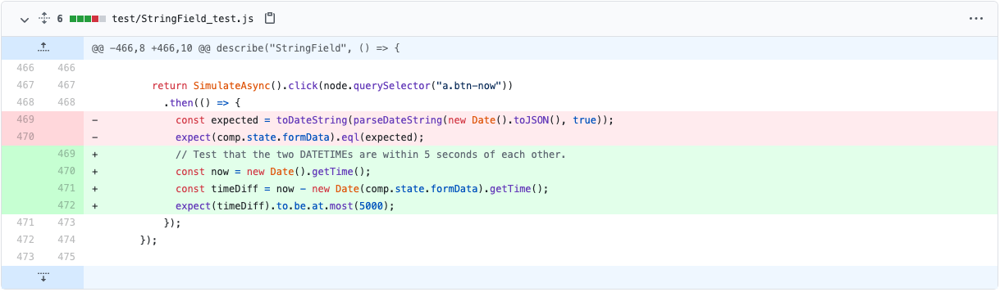 6 test/StringField_test.js
@@ -466,8 +466,10 @@ describe("StringField", () => {
466 466
467 467 return SimulateAsync().click(node.querySelector("a.btn-now"))
468 468 .then(() => {
469 - const expected = toDateString(parseDateString(new Date().toJSON(), true));
470 - expect(comp.state.formData).eql(expected);
469 + // Test that the two DATETIMEs are within 5 seconds of each other.
470 + const now = new Date().getTime();
471 + const timeDiff = now - new Date(comp.state.formData).getTime();
472 + expect(timeDiff).to.be.at.most(5000);
471 473 });
472 474 });
473 475